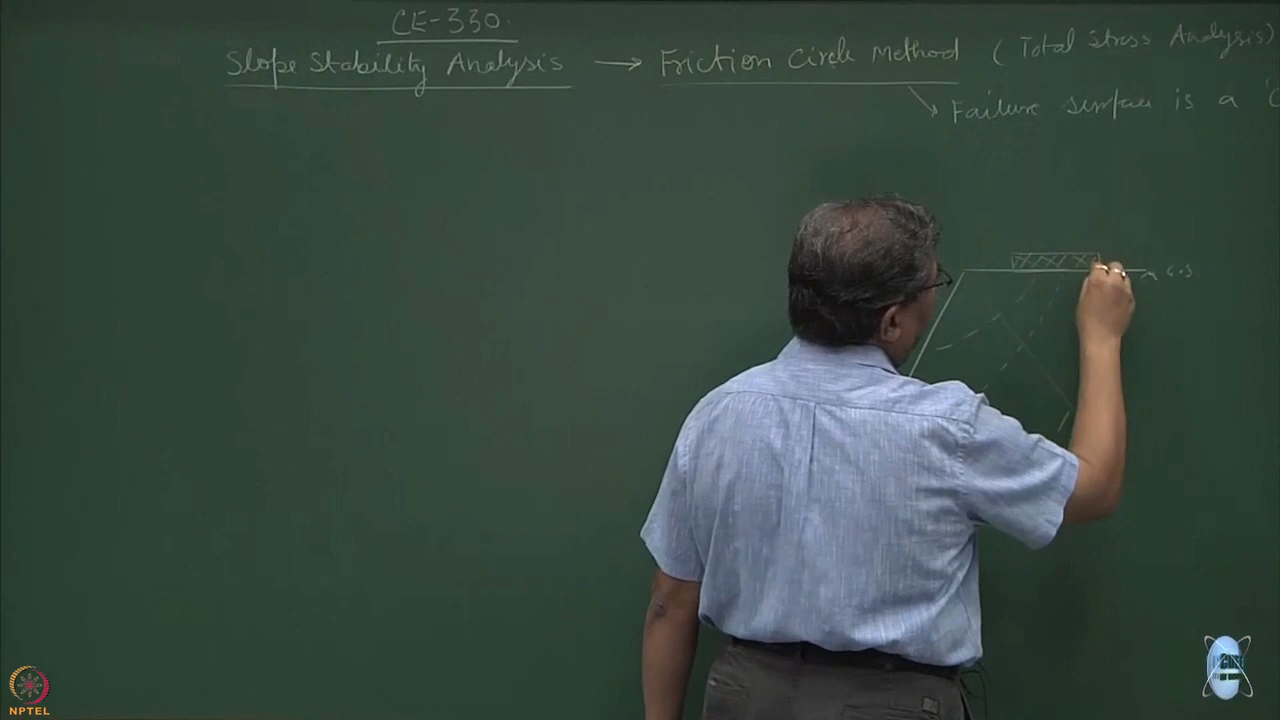 CE-330.
Slope Stability Analysis → Friction Circle Method (Total Stress Analysis)
Failure surface is a
G.S.
NPTEL